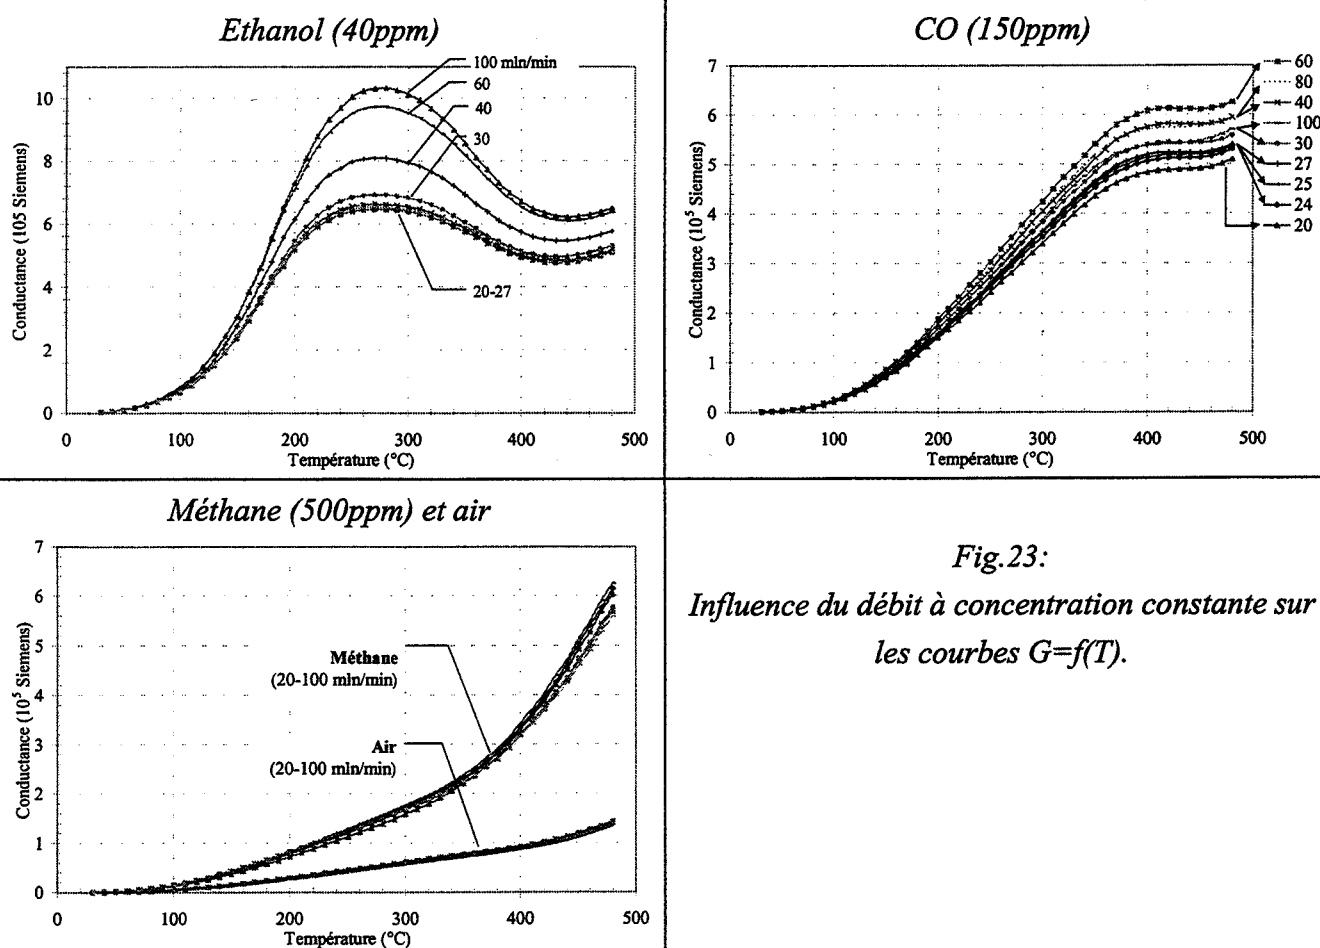 Ethanol (40ppm)
Conductance (105 Siemens)
10
8
6
4
2
0
100 mln/min
60
40
30
20-27
0 100 200 300 400 500
Température (°C)
CO (150ppm)
Conductance (10⁵ Siemens)
7
6
5
4
3
2
1
0
60
80
40
100
30
27
25
24
20
0 100 200 300 400 500
Température (°C)
Méthane (500ppm) et air
Conductance (10⁵ Siemens)
7
6
5
4
3
2
1
0
Méthane
(20-100 mln/min)
Air
(20-100 mln/min)
0 100 200 300 400 500
Température (°C)
Fig.23:
Influence du débit à concentration constante sur
les courbes G=f(T).